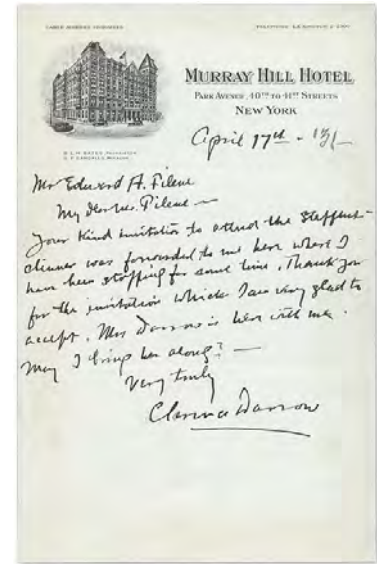 MURRAY HILL HOTEL
PARK AVENUE, 40TH TO 41ST STREETS
NEW YORK
April 17th
Mr Edward A. Filene
My dear Mr. Filene —
Your kind invitation to attend the Steffens
dinner was forwarded to me here where I
have been stopping for some time. Thank you
for the invitation which I am very glad to
accept. Mrs Darrow is here with me.
May I bring her along? —
Very truly
Clarence Darrow